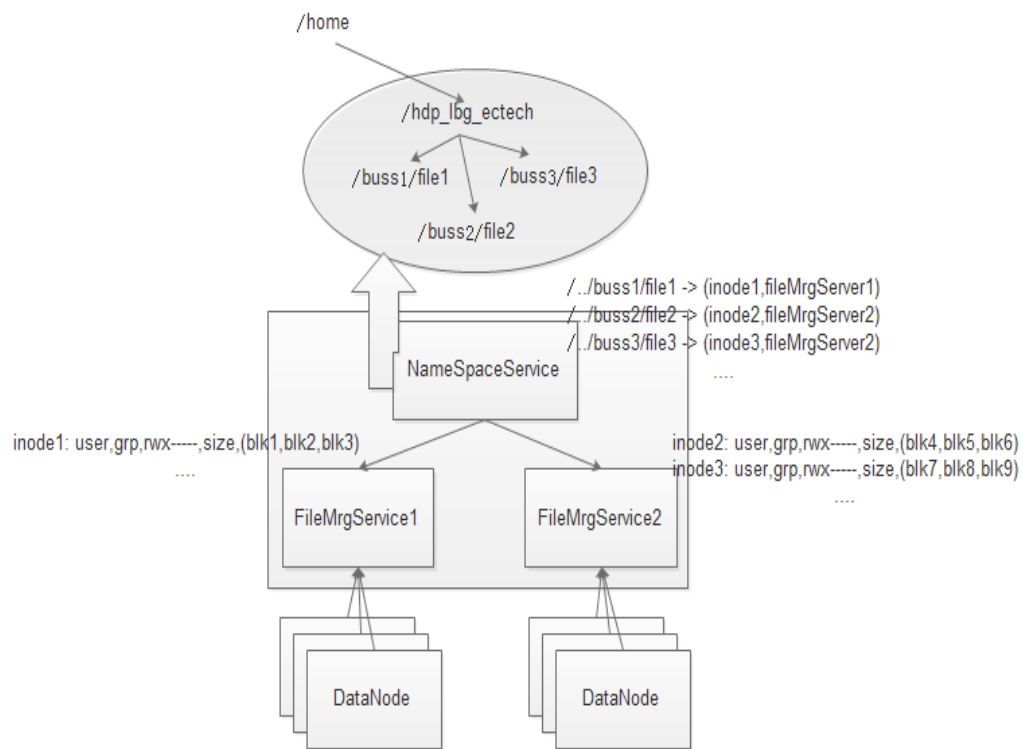 /home
/hdp_lbg_ectech
/buss1/file1
/buss3/file3
/buss2/file2
/../buss1/file1 -> (inode1,fileMrgServer1)
/../buss2/file2 -> (inode2,fileMrgServer2)
/../buss3/file3 -> (inode3,fileMrgServer2)
....
NameSpaceService
inode1: user,grp,rwx-----,size,(blk1,blk2,blk3)
....
inode2: user,grp,rwx-----,size,(blk4,blk5,blk6)
inode3: user,grp,rwx-----,size,(blk7,blk8,blk9)
....
FileMrgService1
FileMrgService2
DataNode
DataNode